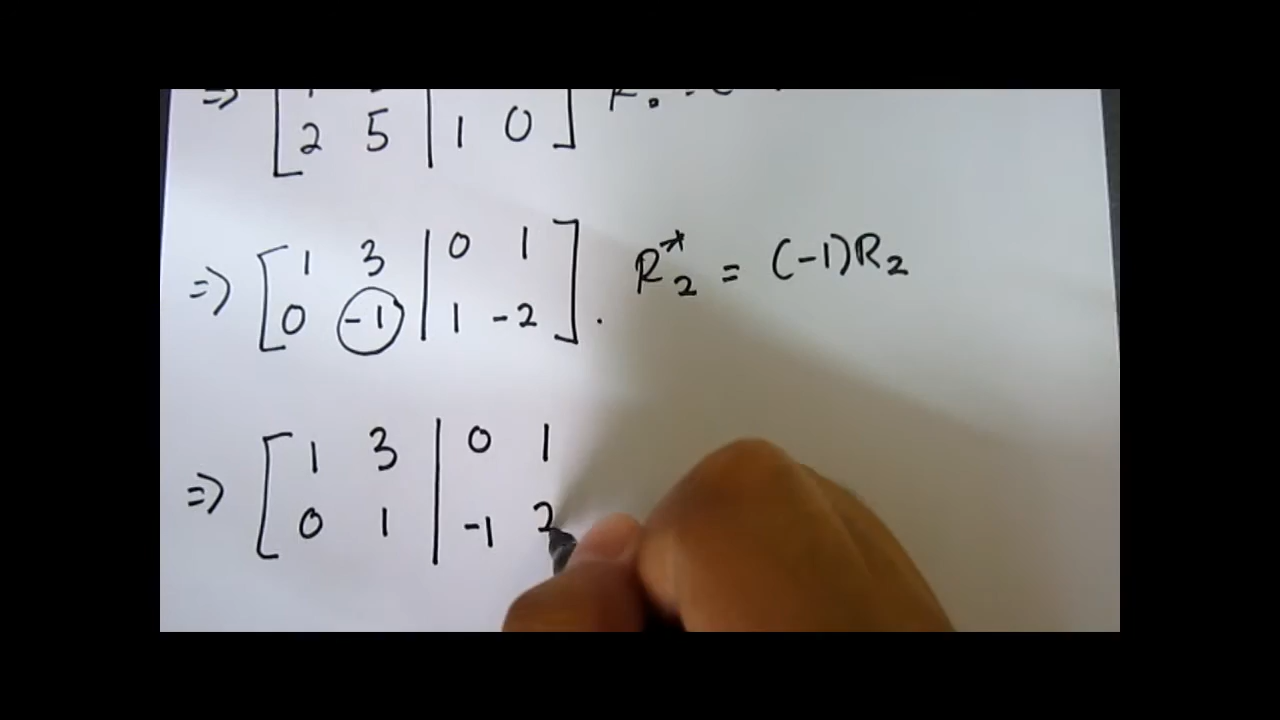 2 5 | 1 0
=> [ 1 3 | 0 1 ] R₂* = (-1)R₂
0 -1 | 1 -2 .
=> [ 1 3 | 0 1
0 1 | -1 2